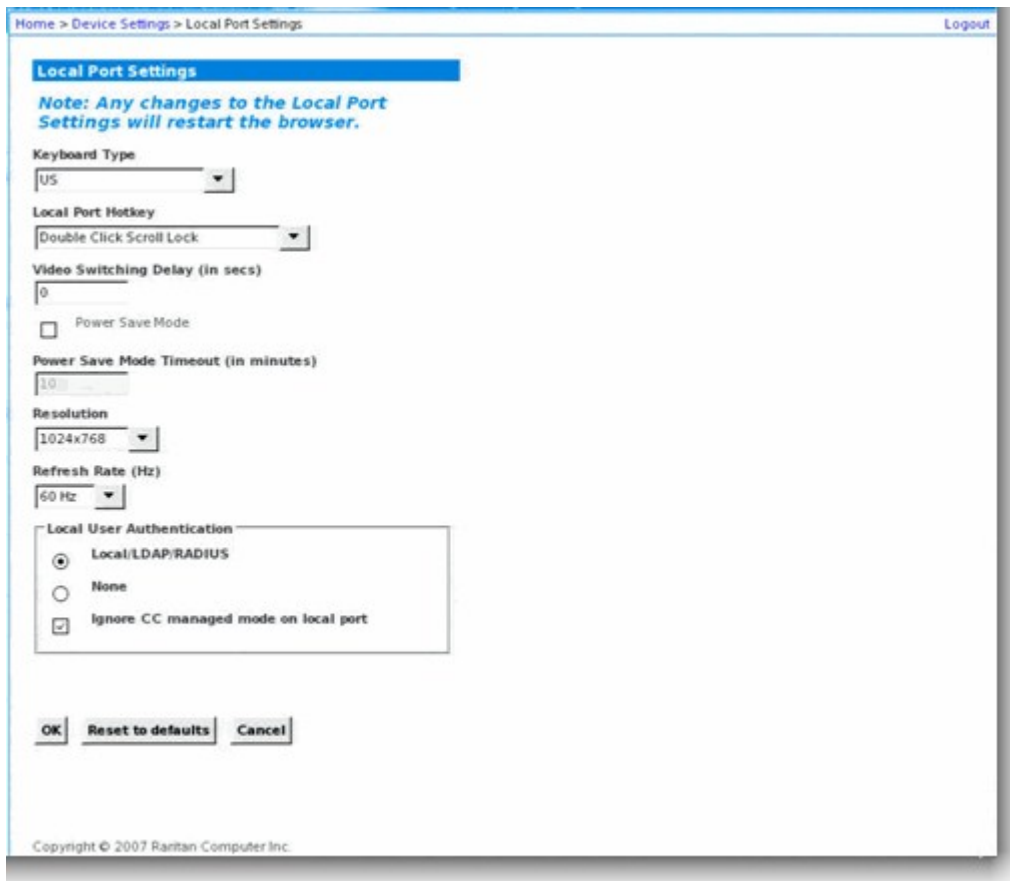 Home > Device Settings > Local Port Settings
Logout
Local Port Settings
Note: Any changes to the Local Port
Settings will restart the browser.
Keyboard Type
US
Local Port Hotkey
Double Click Scroll Lock
Video Switching Delay (in secs)
0
Power Save Mode
Power Save Mode Timeout (in minutes)
10
Resolution
1024x768
Refresh Rate (Hz)
60 Hz
Local User Authentication
Local/LDAP/RADIUS
None
Ignore CC managed mode on local port
OK
Reset to defaults
Cancel
Copyright © 2007 Raritan Computer Inc.